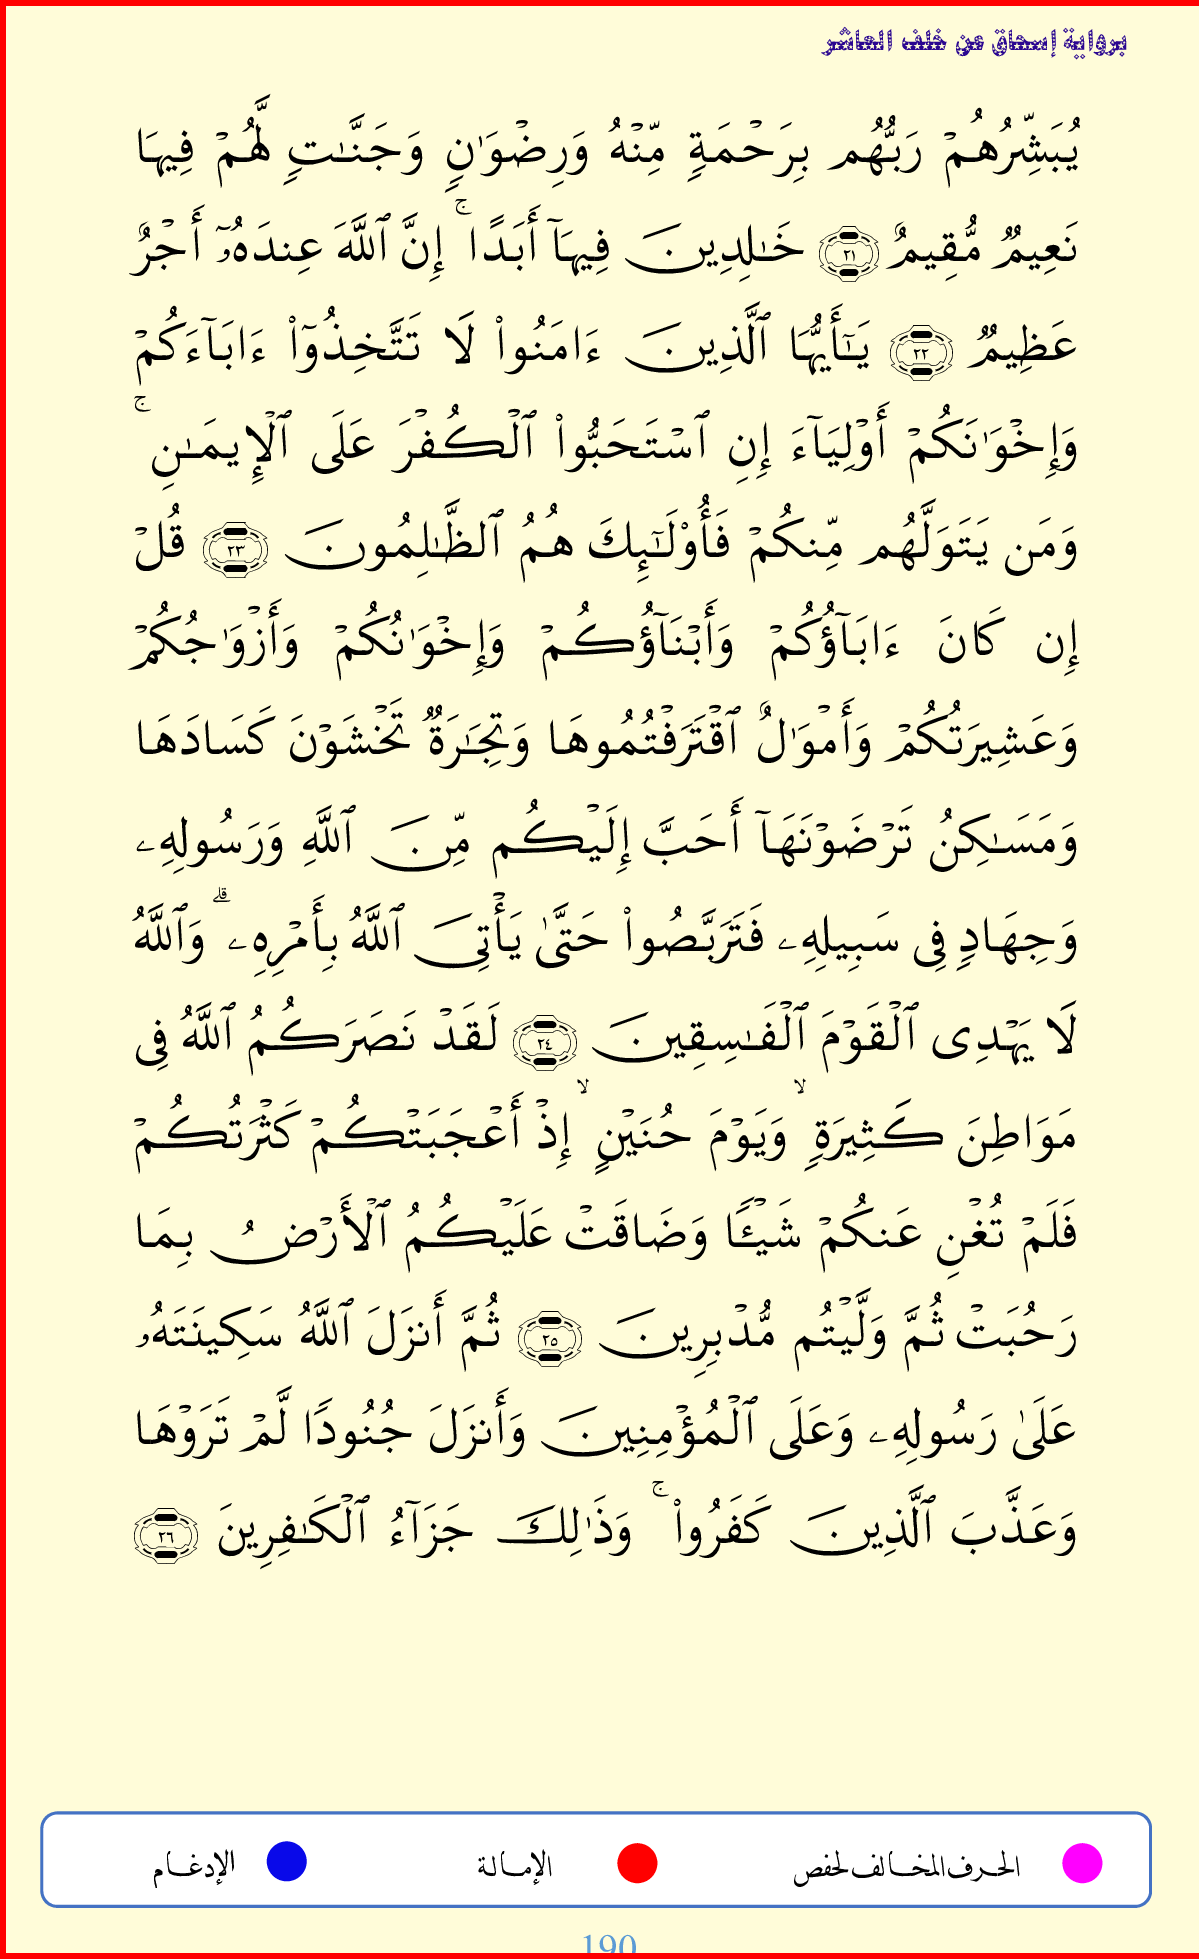 برواية إسحاق عن خلف العاشر
يُبَشِّرُهُمْ رَبُّهُم بِرَحْمَةٍ مِّنْهُ وَرِضْوَٰنٍ وَجَنَّـٰتٍ لَّهُمْ فِيهَا
نَعِيمٌ مُّقِيمٌ ٢١ خَـٰلِدِينَ فِيهَآ أَبَدًا ۚ إِنَّ ٱللَّهَ عِندَهُۥٓ أَجْرٌ
عَظِيمٌ ٢٢ يَـٰٓأَيُّهَا ٱلَّذِينَ ءَامَنُوا۟ لَا تَتَّخِذُوٓا۟ ءَابَآءَكُمْ
وَإِخْوَٰنَكُمْ أَوْلِيَآءَ إِنِ ٱسْتَحَبُّوا۟ ٱلْكُفْرَ عَلَى ٱلْإِيمَـٰنِ ۚ
وَمَن يَتَوَلَّهُم مِّنكُمْ فَأُو۟لَـٰٓئِكَ هُمُ ٱلظَّـٰلِمُونَ ٢٣ قُلْ
إِن كَانَ ءَابَآؤُكُمْ وَأَبْنَآؤُكُمْ وَإِخْوَٰنُكُمْ وَأَزْوَٰجُكُمْ
وَعَشِيرَتُكُمْ وَأَمْوَٰلٌ ٱقْتَرَفْتُمُوهَا وَتِجَـٰرَةٌ تَخْشَوْنَ كَسَادَهَا
وَمَسَـٰكِنُ تَرْضَوْنَهَآ أَحَبَّ إِلَيْكُم مِّنَ ٱللَّهِ وَرَسُولِهِۦ
وَجِهَادٍ فِى سَبِيلِهِۦ فَتَرَبَّصُوا۟ حَتَّىٰ يَأْتِىَ ٱللَّهُ بِأَمْرِهِۦ ۗ وَٱللَّهُ
لَا يَهْدِى ٱلْقَوْمَ ٱلْفَـٰسِقِينَ ٢٤ لَقَدْ نَصَرَكُمُ ٱللَّهُ فِى
مَوَاطِنَ كَثِيرَةٍ ۙ وَيَوْمَ حُنَيْنٍ ۙ إِذْ أَعْجَبَتْكُمْ كَثْرَتُكُمْ
فَلَمْ تُغْنِ عَنكُمْ شَيْـًٔا وَضَاقَتْ عَلَيْكُمُ ٱلْأَرْضُ بِمَا
رَحُبَتْ ثُمَّ وَلَّيْتُم مُّدْبِرِينَ ٢٥ ثُمَّ أَنزَلَ ٱللَّهُ سَكِينَتَهُۥ
عَلَىٰ رَسُولِهِۦ وَعَلَى ٱلْمُؤْمِنِينَ وَأَنزَلَ جُنُودًا لَّمْ تَرَوْهَا
وَعَذَّبَ ٱلَّذِينَ كَفَرُوا۟ ۚ وَذَٰلِكَ جَزَآءُ ٱلْكَـٰفِرِينَ ٢٦
الحرف المخالف لحفص الإمالة الإدغام
190